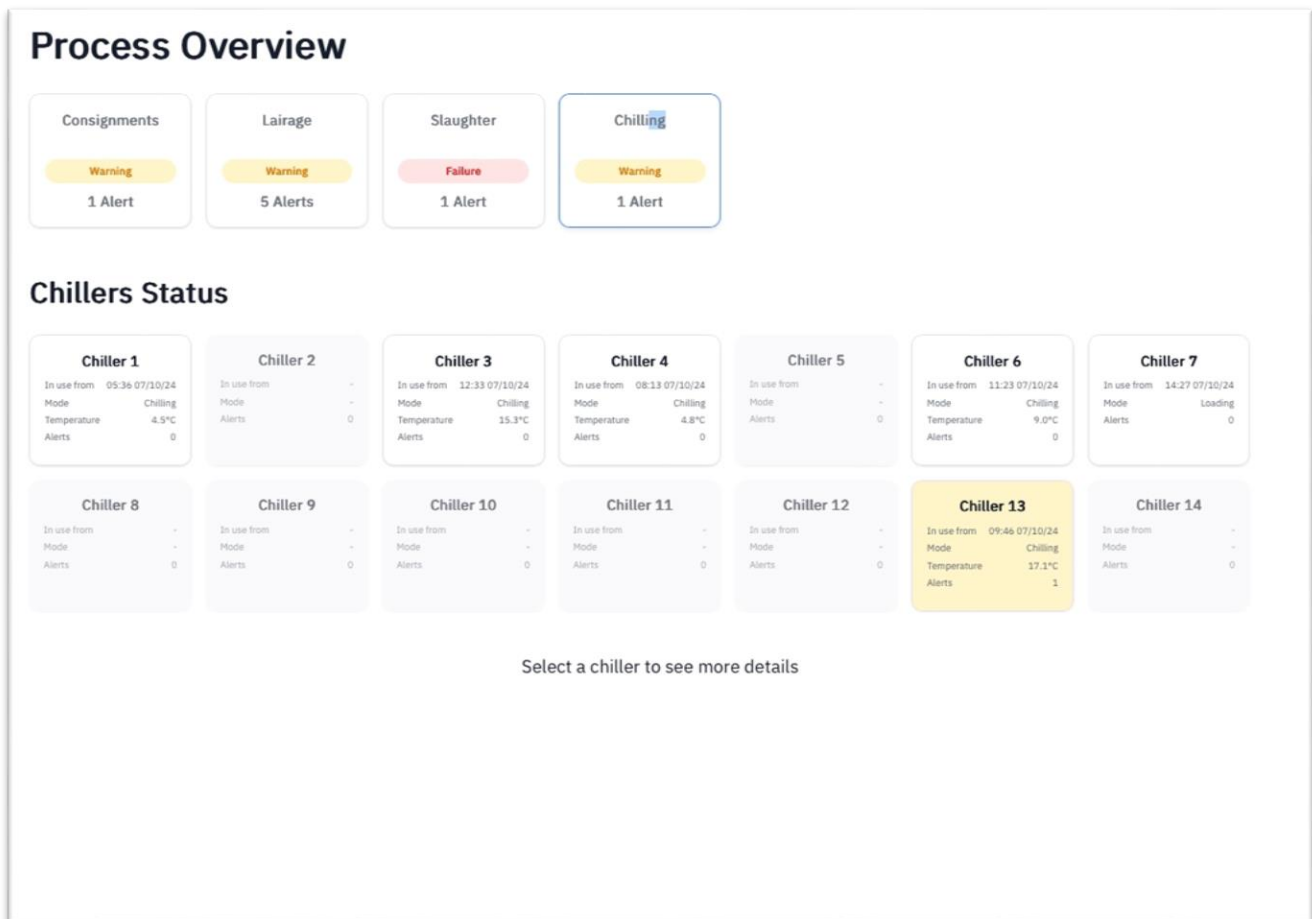 Process Overview
Consignments Lairage Slaughter Chilling
Warning Warning Failure Warning
1 Alert 5 Alerts 1 Alert 1 Alert
Chillers Status
Chiller 1
In use from 05:36 07/10/24
Mode Chilling
Temperature 4.5°C
Alerts 0
Chiller 2
In use from -
Mode -
Alerts 0
Chiller 3
In use from 12:33 07/10/24
Mode Chilling
Temperature 15.3°C
Alerts 0
Chiller 4
In use from 08:13 07/10/24
Mode Chilling
Temperature 4.8°C
Alerts 0
Chiller 5
In use from -
Mode -
Alerts 0
Chiller 6
In use from 11:23 07/10/24
Mode Chilling
Temperature 9.0°C
Alerts 0
Chiller 7
In use from 14:27 07/10/24
Mode Loading
Alerts 0
Chiller 8
In use from -
Mode -
Alerts 0
Chiller 9
In use from -
Mode -
Alerts 0
Chiller 10
In use from -
Mode -
Alerts 0
Chiller 11
In use from -
Mode -
Alerts 0
Chiller 12
In use from -
Mode -
Alerts 0
Chiller 13
In use from 09:46 07/10/24
Mode Chilling
Temperature 17.1°C
Alerts 1
Chiller 14
In use from -
Mode -
Alerts 0
Select a chiller to see more details